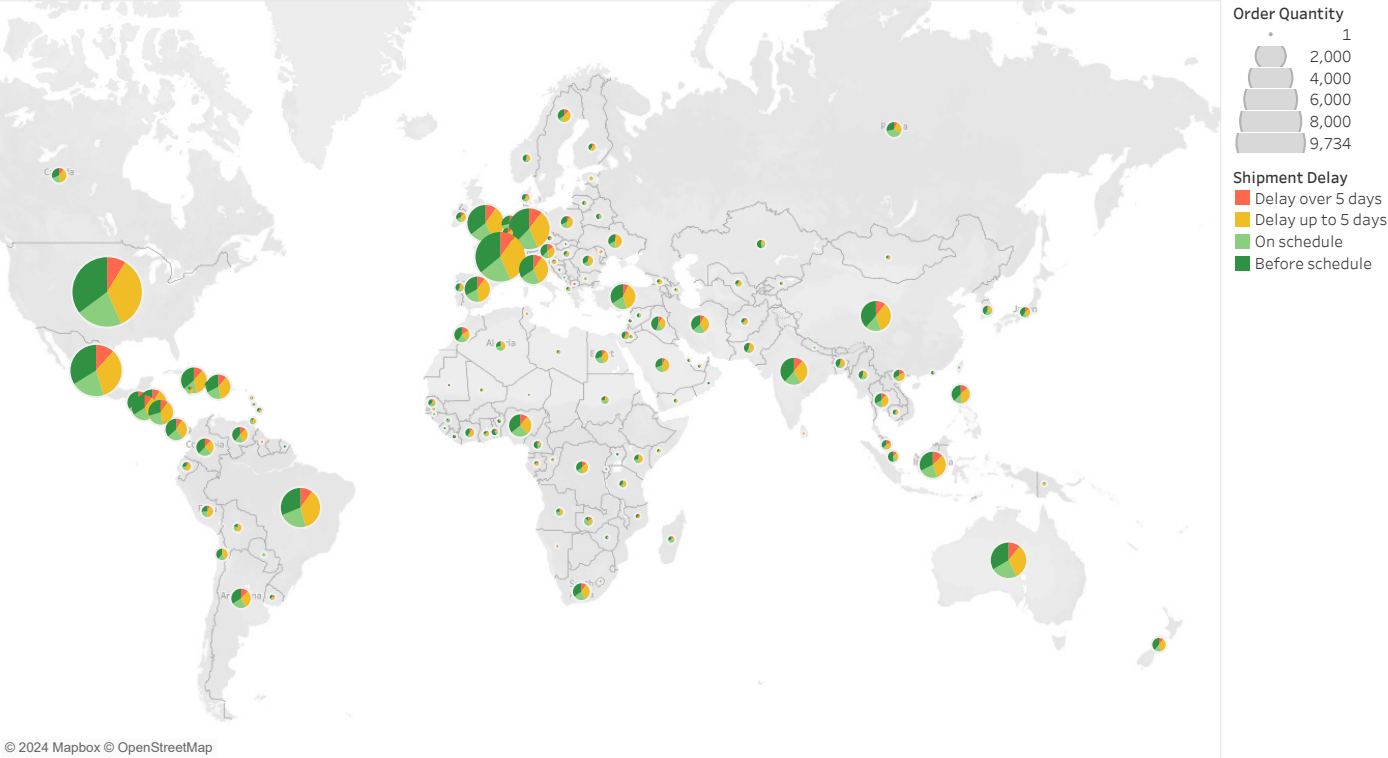 Order Quantity
1
2,000
4,000
6,000
8,000
9,734
Shipment Delay
Delay over 5 days
Delay up to 5 days
On schedule
Before schedule
© 2024 Mapbox © OpenStreetMap